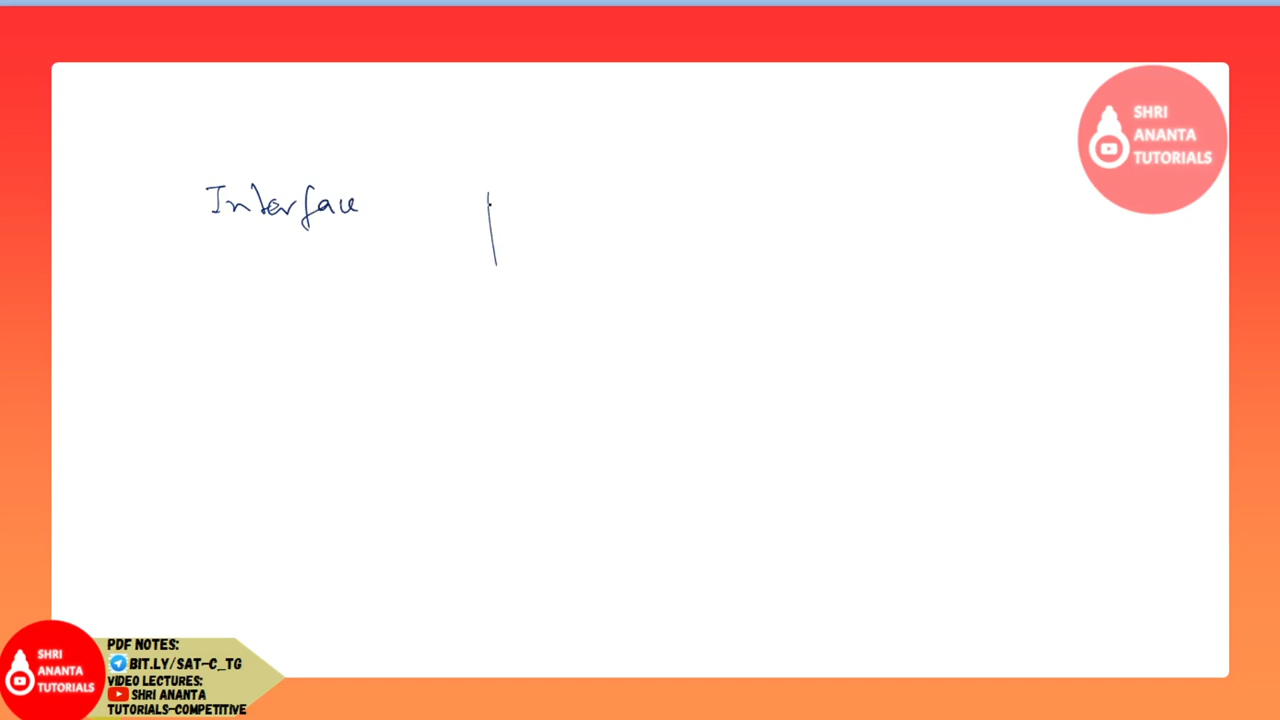 SHRI
ANANTA
TUTORIALS
Interface
SHRI
ANANTA
TUTORIALS
PDF NOTES:
BIT.LY/SAT-C_TG
VIDEO LECTURES:
SHRI ANANTA
TUTORIALS-COMPETITIVE